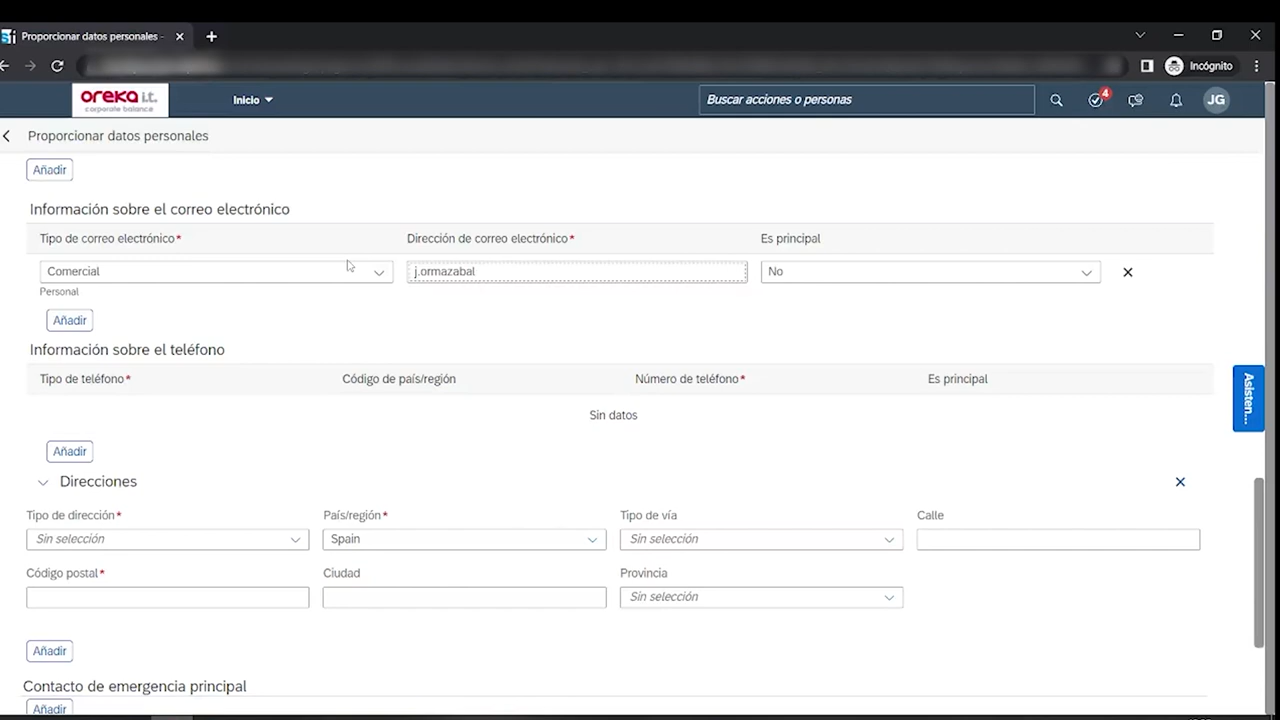 Proporcionar datos personales -
Incógnito
oreka i.t.
corporate balance
Inicio
Buscar acciones o personas
4
JG
Proporcionar datos personales
Añadir
Información sobre el correo electrónico
Tipo de correo electrónico* Dirección de correo electrónico* Es principal
Comercial j.ormazabal No
Personal
Añadir
Información sobre el teléfono
Tipo de teléfono* Código de país/región Número de teléfono* Es principal
Sin datos
Asisten...
Añadir
Direcciones
Tipo de dirección* País/región* Tipo de vía Calle
Sin selección Spain Sin selección
Código postal* Ciudad Provincia
Sin selección
Añadir
Contacto de emergencia principal
Añadir